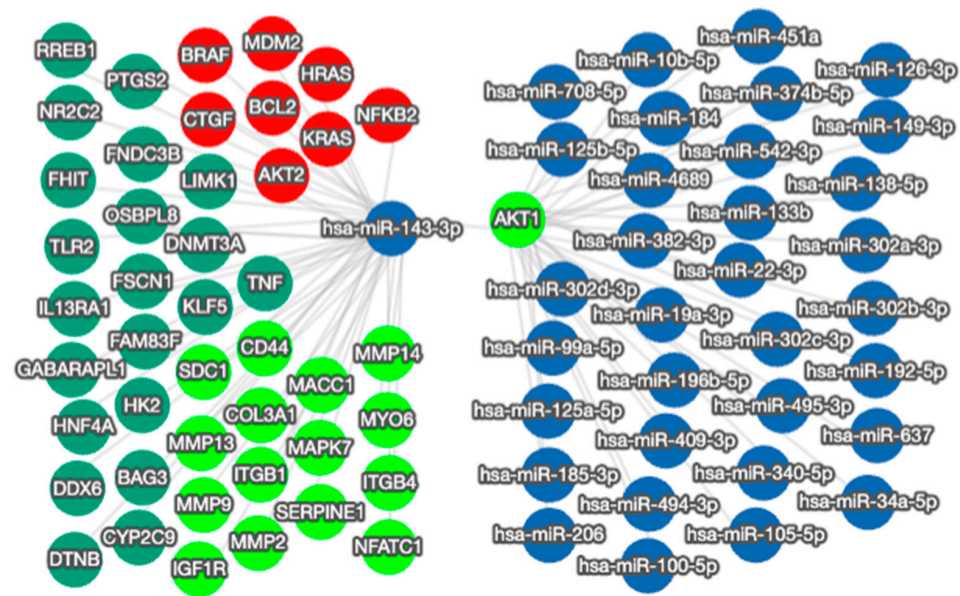 RREB1
PTGS2
NR2C2
FNDC3B
FHIT
LIMK1
OSBPL8
TLR2
DNMT3A
FSCN1
TNF
IL13RA1
KLF5
FAM83F
GABARAPL1
HK2
HNF4A
BAG3
DDX6
CYP2C9
DTNB
BRAF
MDM2
HRAS
CTGF
BCL2
NFKB2
KRAS
AKT2
hsa-miR-143-3p
CD44
MMP14
SDC1
MACC1
COL3A1
MYO6
MMP13
MAPK7
ITGB1
ITGB4
MMP9
SERPINE1
MMP2
NFATC1
IGF1R
AKT1
hsa-miR-451a
hsa-miR-10b-5p
hsa-miR-126-3p
hsa-miR-708-5p
hsa-miR-374b-5p
hsa-miR-184
hsa-miR-149-3p
hsa-miR-125b-5p
hsa-miR-542-3p
hsa-miR-4689
hsa-miR-138-5p
hsa-miR-133b
hsa-miR-382-3p
hsa-miR-302a-3p
hsa-miR-22-3p
hsa-miR-302d-3p
hsa-miR-302b-3p
hsa-miR-19a-3p
hsa-miR-302c-3p
hsa-miR-99a-5p
hsa-miR-192-5p
hsa-miR-196b-5p
hsa-miR-495-3p
hsa-miR-125a-5p
hsa-miR-637
hsa-miR-409-3p
hsa-miR-340-5p
hsa-miR-185-3p
hsa-miR-34a-5p
hsa-miR-494-3p
hsa-miR-206
hsa-miR-105-5p
hsa-miR-100-5p